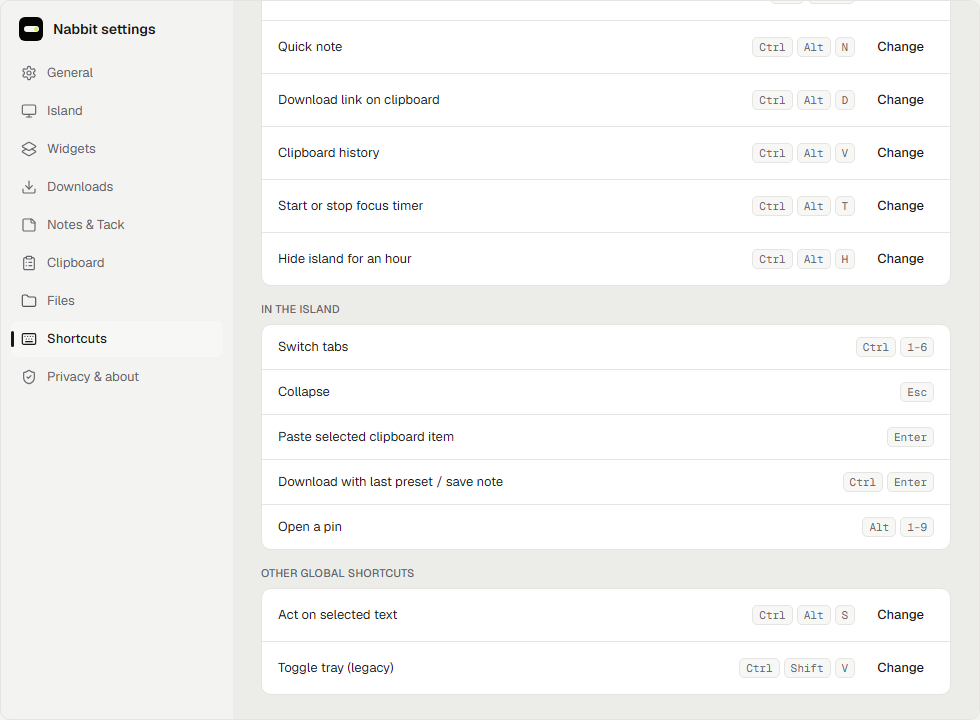 Nabbit settings
General
Island
Widgets
Downloads
Notes & Tack
Clipboard
Files
Shortcuts
Privacy & about
Quick note Ctrl Alt N Change
Download link on clipboard Ctrl Alt D Change
Clipboard history Ctrl Alt V Change
Start or stop focus timer Ctrl Alt T Change
Hide island for an hour Ctrl Alt H Change
IN THE ISLAND
Switch tabs Ctrl 1–6
Collapse Esc
Paste selected clipboard item Enter
Download with last preset / save note Ctrl Enter
Open a pin Alt 1–9
OTHER GLOBAL SHORTCUTS
Act on selected text Ctrl Alt S Change
Toggle tray (legacy) Ctrl Shift V Change